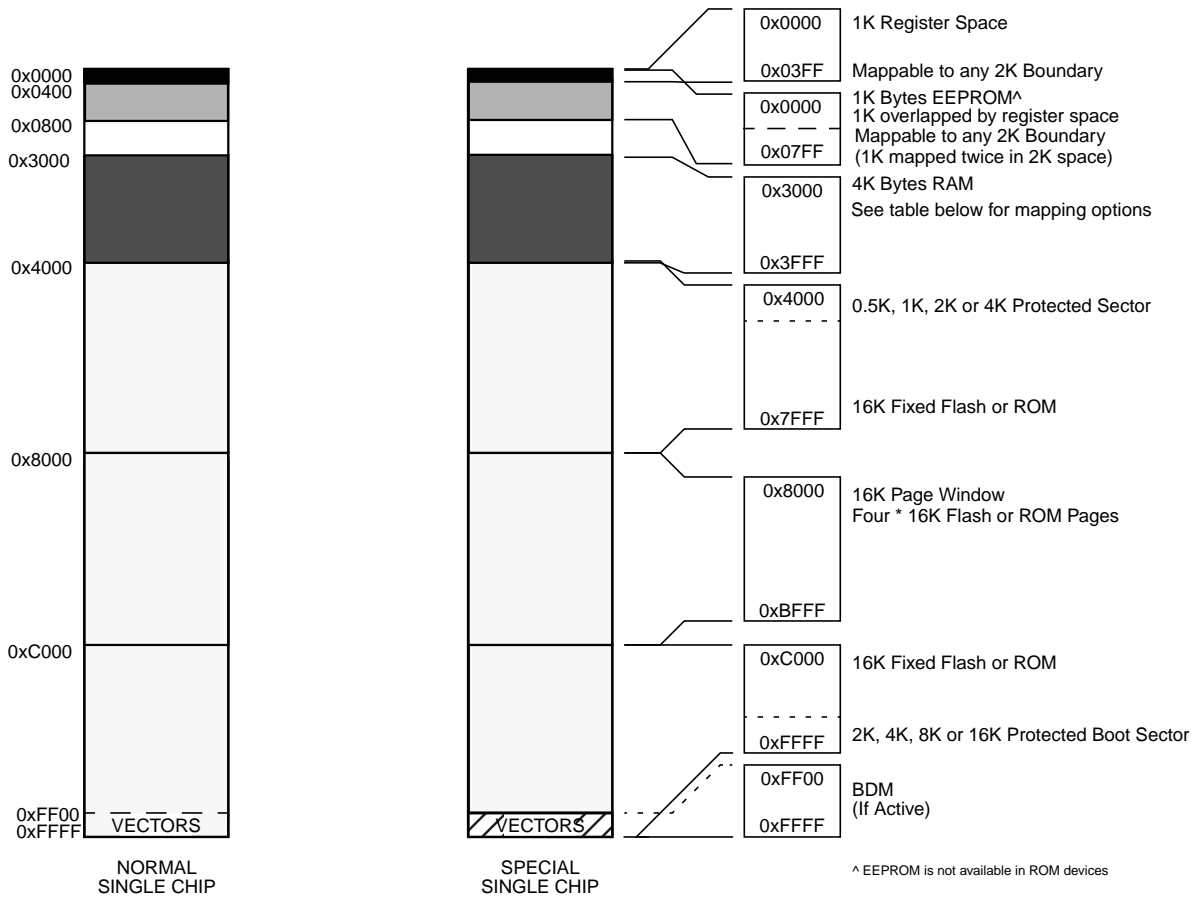 0x0000
0x0400
0x0800
0x3000
0x4000
0x8000
0xC000
0xFF00
0xFFFF
VECTORS
NORMAL
SINGLE CHIP
VECTORS
SPECIAL
SINGLE CHIP
0x0000
1K Register Space
0x03FF
Mappable to any 2K Boundary
0x0000
1K Bytes EEPROM^
1K overlapped by register space
Mappable to any 2K Boundary
0x07FF
(1K mapped twice in 2K space)
0x3000
4K Bytes RAM
See table below for mapping options
0x3FFF
0x4000
0.5K, 1K, 2K or 4K Protected Sector
16K Fixed Flash or ROM
0x7FFF
0x8000
16K Page Window
Four * 16K Flash or ROM Pages
0xBFFF
0xC000
16K Fixed Flash or ROM
2K, 4K, 8K or 16K Protected Boot Sector
0xFFFF
0xFF00
BDM
(If Active)
0xFFFF
^ EEPROM is not available in ROM devices